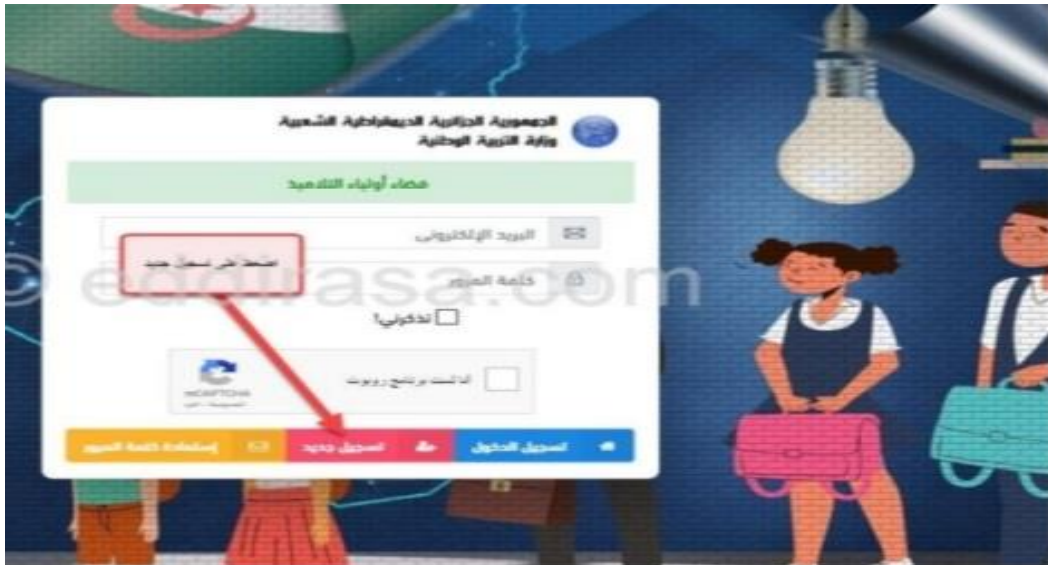 الجمهورية الجزائرية الديمقراطية الشعبية
وزارة التربية الوطنية
فضاء أولياء التلاميذ
البريد الإلكتروني
اضغط على تسجيل جديد
كلمة المرور
© eddirasa.com
تذكرني!
أنا لست برنامج روبوت
reCAPTCHA
تسجيل الدخول
تسجيل جديد
إستعادة كلمة المرور